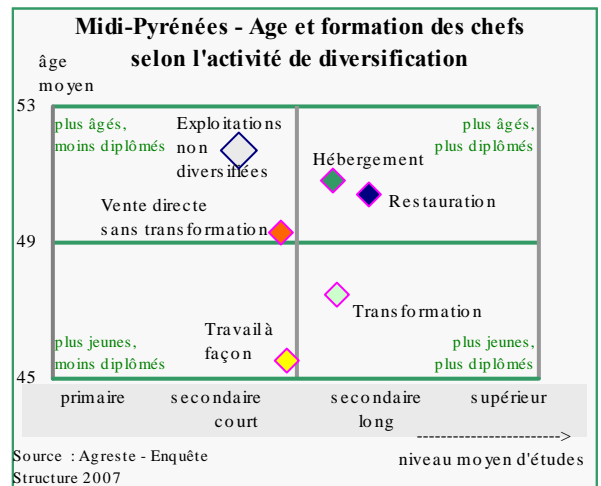 Midi-Pyrénées - Age et formation des chefs
selon l'activité de diversification
âge
moyen
53
plus âgés,
moins diplômés
Exploitations
non
diversifiées
plus âgés,
plus diplômés
Hébergement
Restauration
Vente directe
sans transformation
49
Transformation
Travail à
façon
plus jeunes,
moins diplômés
plus jeunes,
plus diplômés
45
primaire
secondaire
court
secondaire
long
supérieur
----------------------->
niveau moyen d'études
Source : Agreste - Enquête
Structure 2007